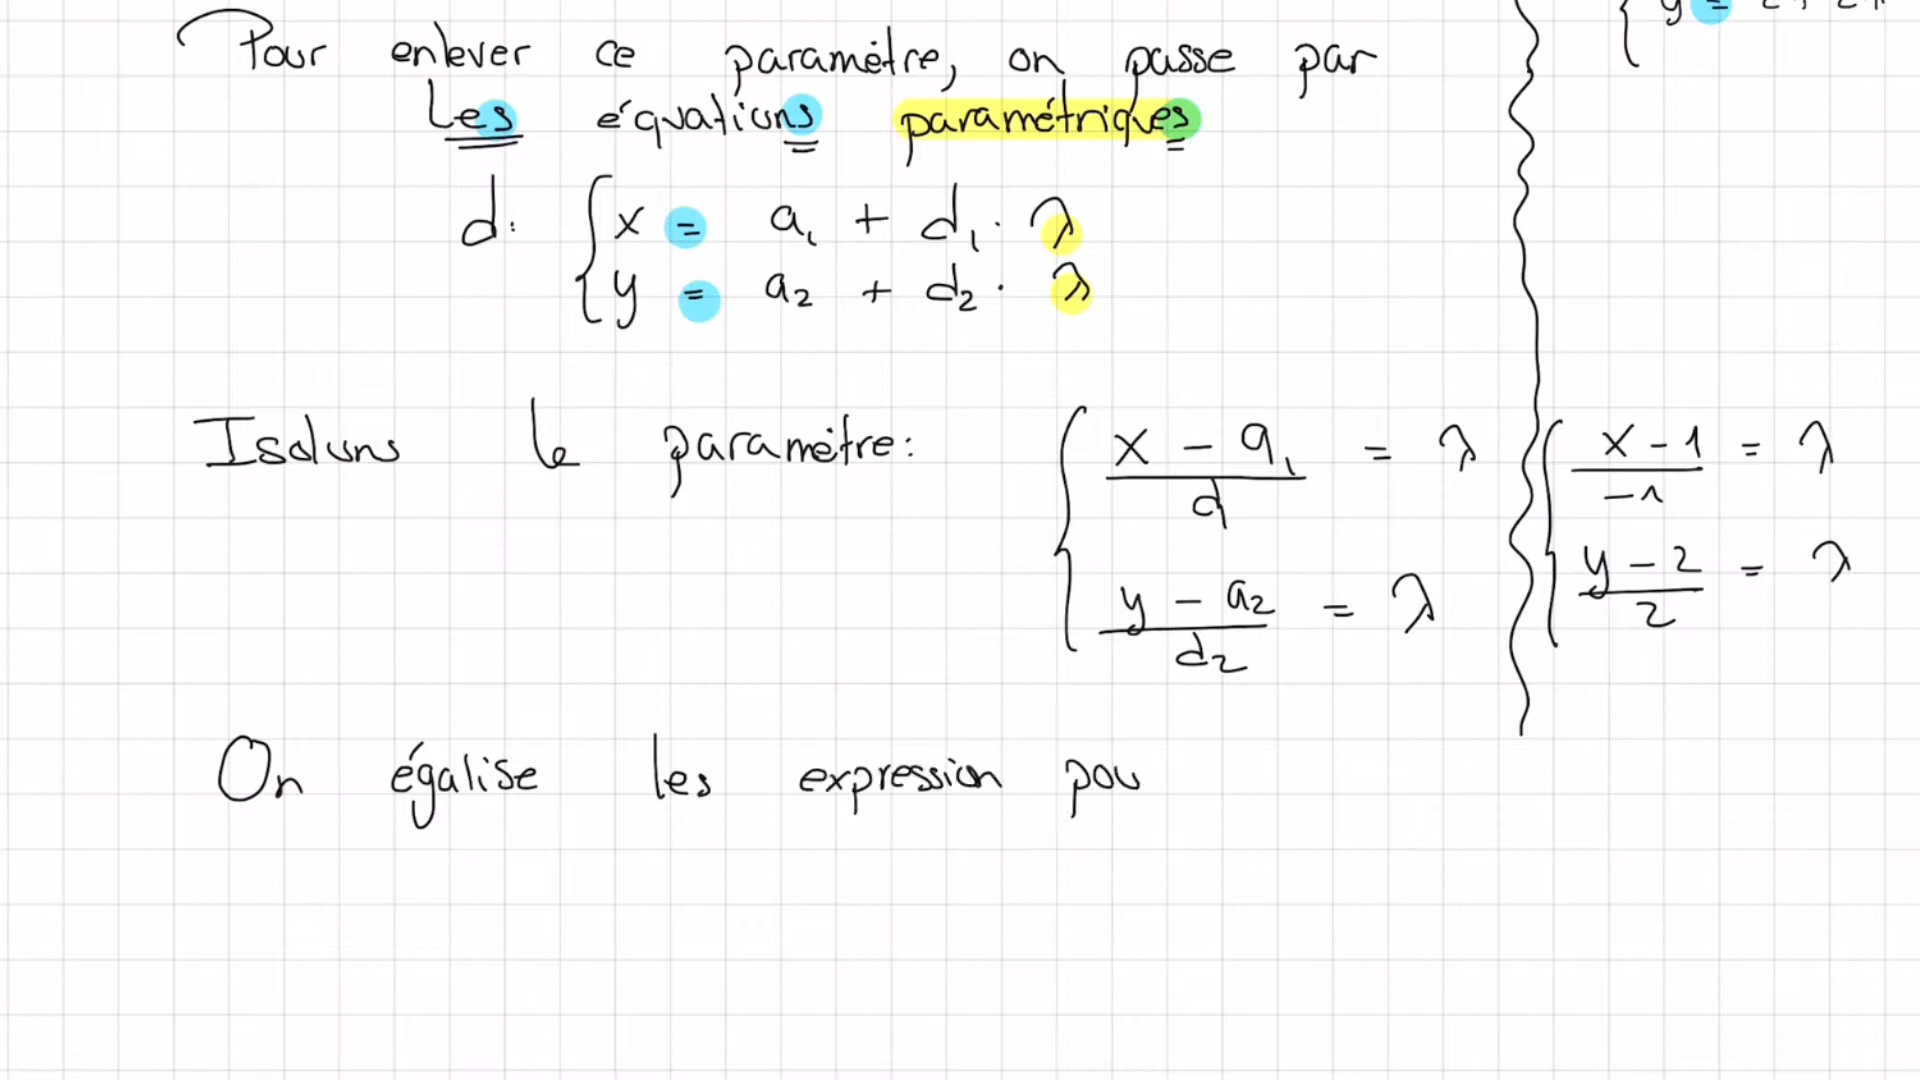 Pour enlever ce paramètre, on passe par
Les équations paramétriques
d: { x = a₁ + d₁ · λ
y = a₂ + d₂ · λ
y =
Isolons le paramètre:
x - a₁ / d = λ
y - a₂ / d₂ = λ
x - 1 / -1 = λ
y - 2 / 2 = λ
On égalise les expression pou